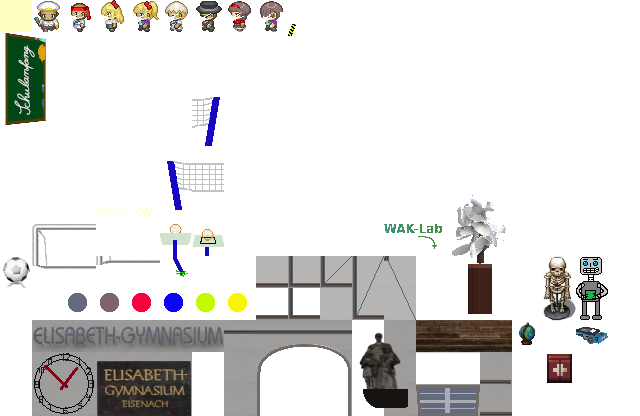 Schulanfang
WAK-Lab
ELISABETH-GYMNASIUM
ELISABETH-
GYMNASIUM
EISENACH